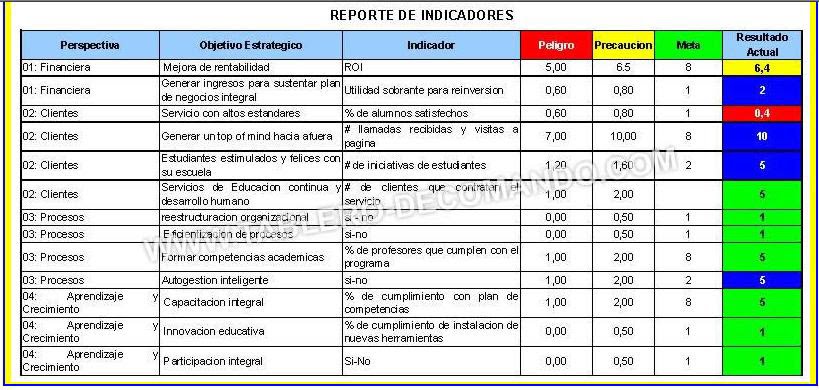 REPORTE DE INDICADORES
Perspectiva Objetivo Estrategico Indicador Peligro Precaucion Meta Resultado Actual
01: Financiera Mejora de rentabilidad ROI 5,00 6.5 8 6,4
01: Financiera Generar ingresos para sustentar plan de negocios integral Utilidad sobrante para reinversion 0,60 0,80 1 2
02: Clientes Servicio con altos estandares % de alumnos satisfechos 0,60 0,80 1 0,4
02: Clientes Generar un top of mind hacia afuera # llamadas recibidas y visitas a pagina 7,00 10,00 8 10
02: Clientes Estudiantes estimulados y felices con su escuela # de iniciativas de estudiantes 1,20 1,60 2 5
02: Clientes Servicios de Educacion continua y desarrollo humano # de clientes que contratan el servicio 1,00 2,00 5
03: Procesos reestructuracion organizacional si - no 0,00 0,50 1 1
03: Procesos Eficientizacion de procesos si-no 0,00 0,50 1 1
03: Procesos Formar competencias academicas % de profesores que cumplen con el programa 1,00 2,00 8 5
03: Procesos Autogestion inteligente si-no 1,00 2,00 2 5
04: Aprendizaje y Crecimiento Capacitacion integral % de cumplimiento con plan de competencias 1,00 2,00 8 5
04: Aprendizaje y Crecimiento Innovacion educativa % de cumplimiento de instalacion de nuevas herramientas 0,00 0,50 1 1
04: Aprendizaje y Crecimiento Participacion integral Si-No 0,00 0,50 1 1
WWW.TABLERO-DECOMANDO.COM